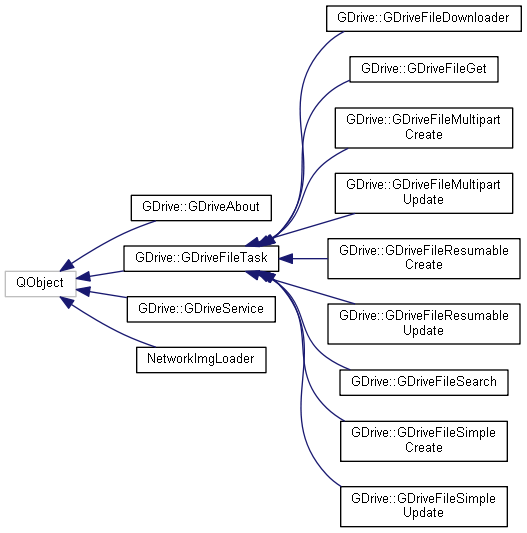 GDrive::GDriveFileDownloader
GDrive::GDriveFileGet
GDrive::GDriveFileMultipart
Create
GDrive::GDriveFileMultipart
Update
GDrive::GDriveAbout
GDrive::GDriveFileTask
GDrive::GDriveFileResumable
Create
QObject
GDrive::GDriveService
GDrive::GDriveFileResumable
Update
NetworkImgLoader
GDrive::GDriveFileSearch
GDrive::GDriveFileSimple
Create
GDrive::GDriveFileSimple
Update